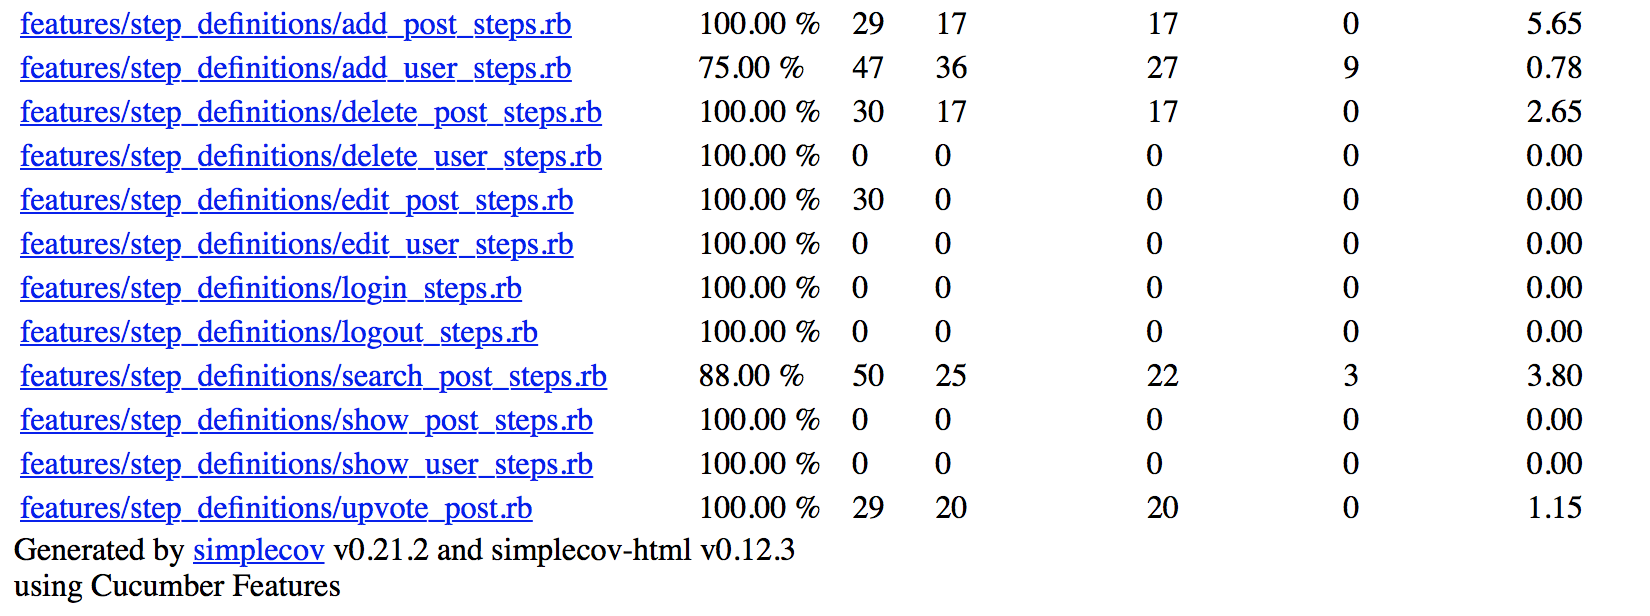 features/step_definitions/add_post_steps.rb 100.00 % 29 17 17 0 5.65
features/step_definitions/add_user_steps.rb 75.00 % 47 36 27 9 0.78
features/step_definitions/delete_post_steps.rb 100.00 % 30 17 17 0 2.65
features/step_definitions/delete_user_steps.rb 100.00 % 0 0 0 0 0.00
features/step_definitions/edit_post_steps.rb 100.00 % 30 0 0 0 0.00
features/step_definitions/edit_user_steps.rb 100.00 % 0 0 0 0 0.00
features/step_definitions/login_steps.rb 100.00 % 0 0 0 0 0.00
features/step_definitions/logout_steps.rb 100.00 % 0 0 0 0 0.00
features/step_definitions/search_post_steps.rb 88.00 % 50 25 22 3 3.80
features/step_definitions/show_post_steps.rb 100.00 % 0 0 0 0 0.00
features/step_definitions/show_user_steps.rb 100.00 % 0 0 0 0 0.00
features/step_definitions/upvote_post.rb 100.00 % 29 20 20 0 1.15
Generated by simplecov v0.21.2 and simplecov-html v0.12.3
using Cucumber Features